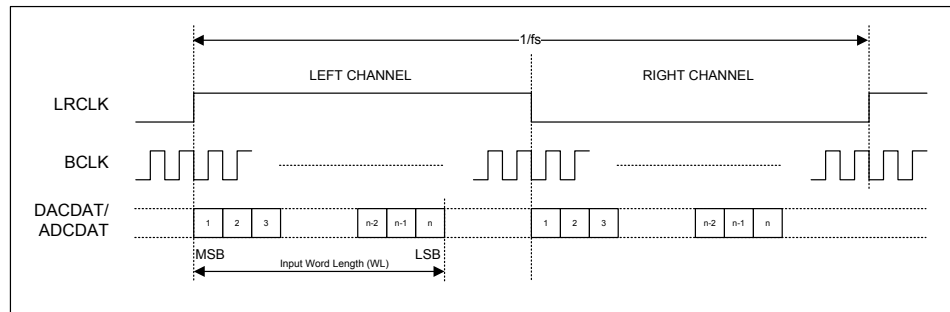 1/fs
LEFT CHANNEL RIGHT CHANNEL
LRCLK
BCLK
DACDAT/
ADCDAT
1 2 3 n-2 n-1 n 1 2 3 n-2 n-1 n
MSB LSB
Input Word Length (WL)